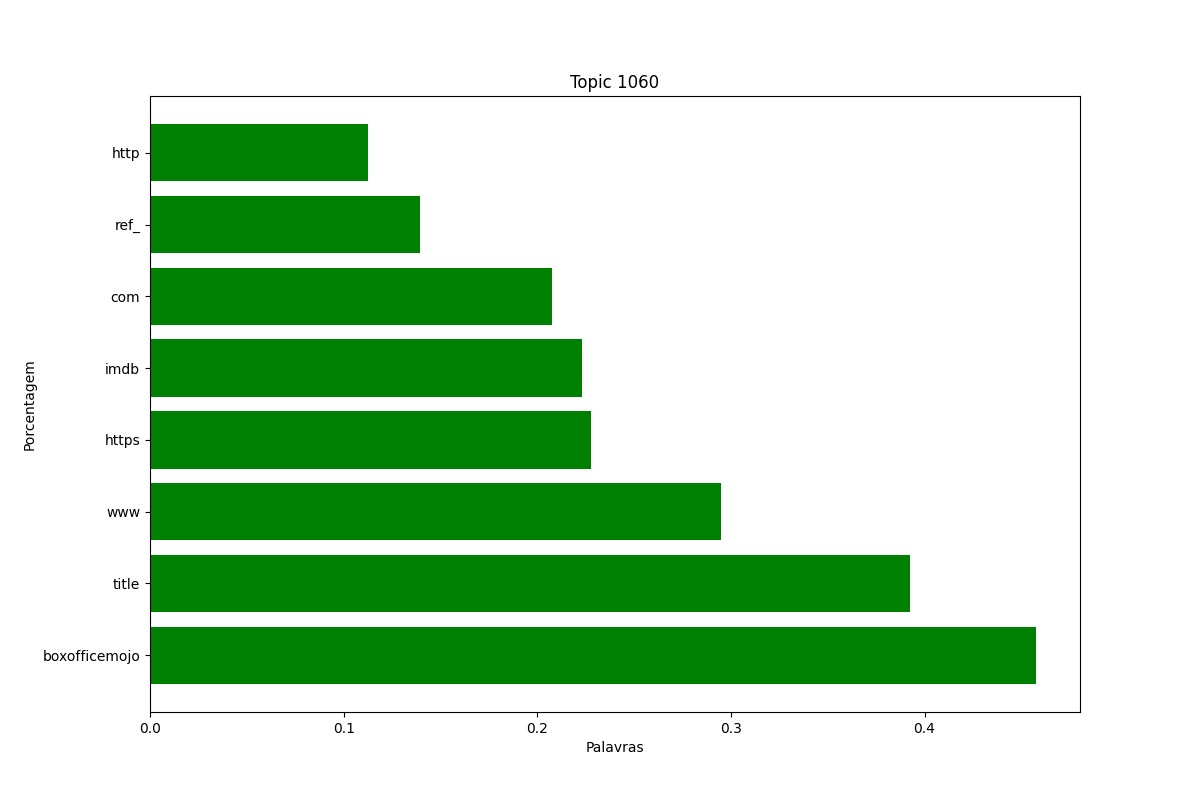 Topic 1060
http
ref_
com
imdb
https
www
title
boxofficemojo
Porcentagem
0.0 0.1 0.2 0.3 0.4
Palavras